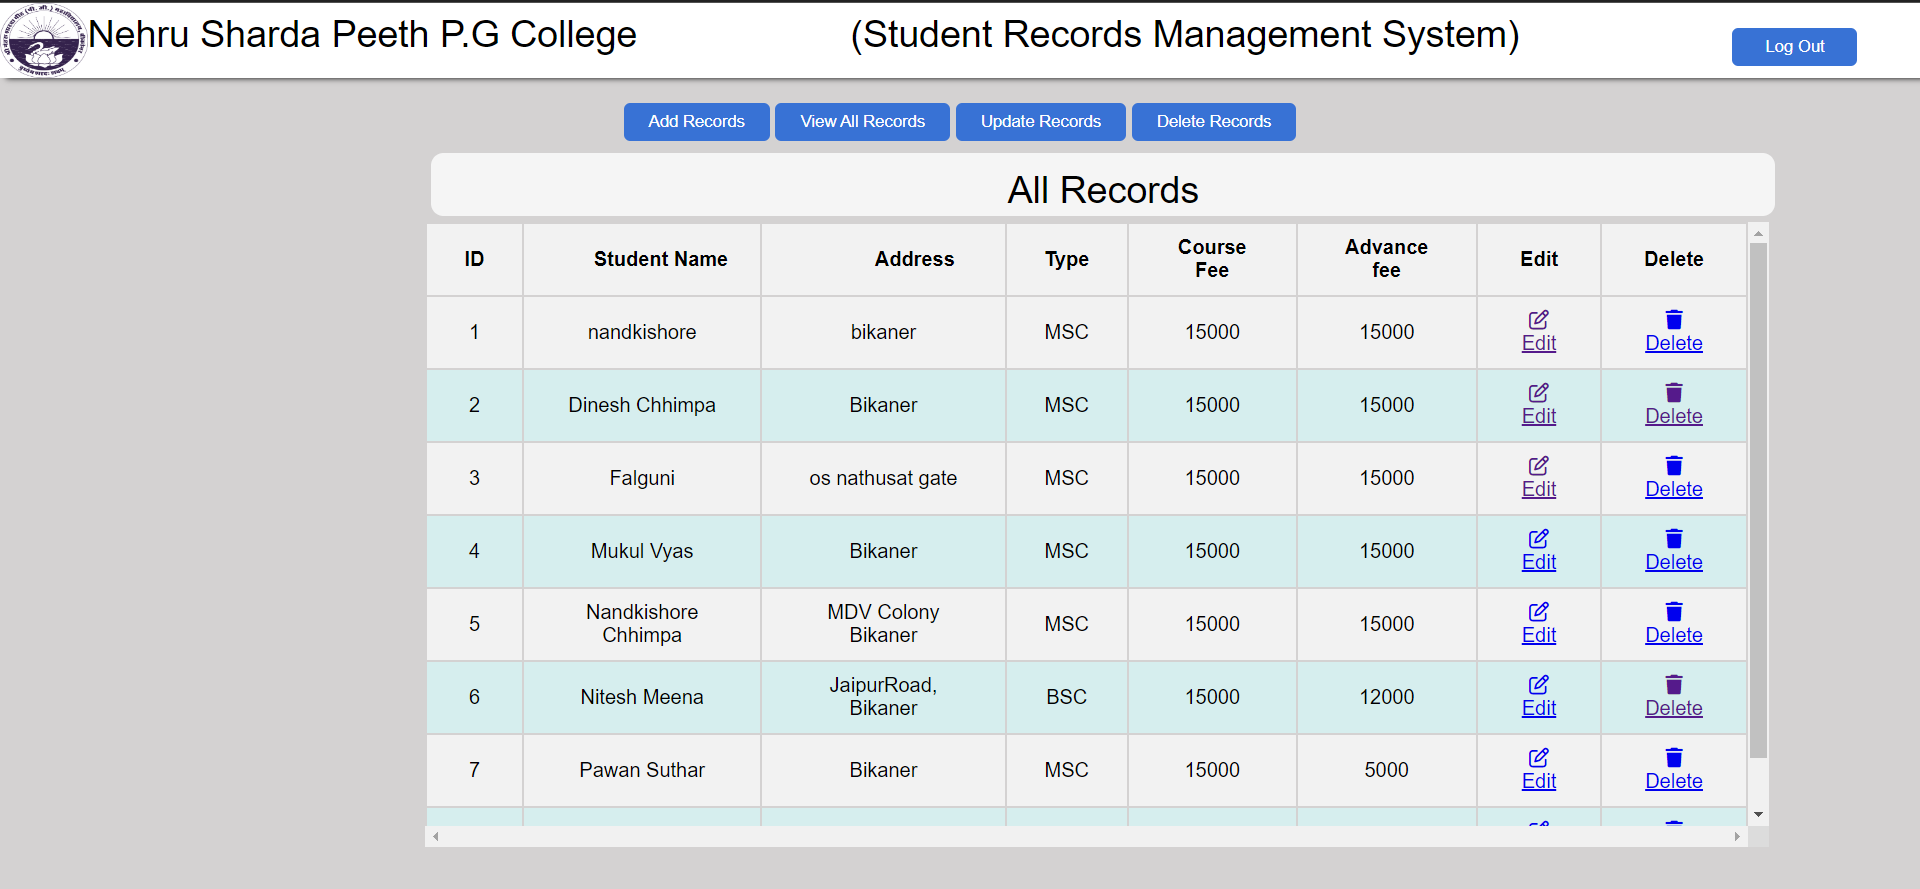 Nehru Sharda Peeth P.G College (Student Records Management System)
Log Out
Add Records View All Records Update Records Delete Records
All Records
ID Student Name Address Type Course Fee Advance fee Edit Delete
1 nandkishore bikaner MSC 15000 15000 Edit Delete
2 Dinesh Chhimpa Bikaner MSC 15000 15000 Edit Delete
3 Falguni os nathusat gate MSC 15000 15000 Edit Delete
4 Mukul Vyas Bikaner MSC 15000 15000 Edit Delete
5 Nandkishore Chhimpa MDV Colony Bikaner MSC 15000 15000 Edit Delete
6 Nitesh Meena JaipurRoad, Bikaner BSC 15000 12000 Edit Delete
7 Pawan Suthar Bikaner MSC 15000 5000 Edit Delete